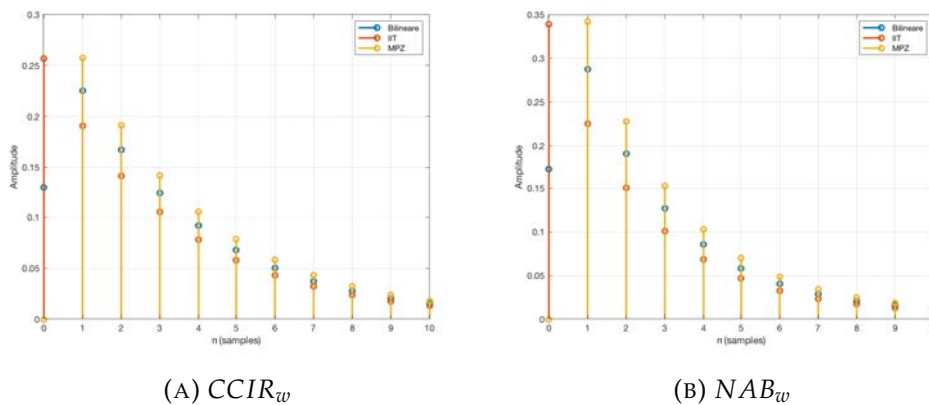 0.3
0.25
0.2
0.15
0.1
0.05
0
Amplitude
0 1 2 3 4 5 6 7 8 9 10
n (samples)
Bilineare
IIT
MPZ
(A) CCIR_w
0.35
0.3
0.25
0.2
0.15
0.1
0.05
0
Amplitude
0 1 2 3 4 5 6 7 8 9
n (samples)
Bilineare
IIT
MPZ
(B) NAB_w